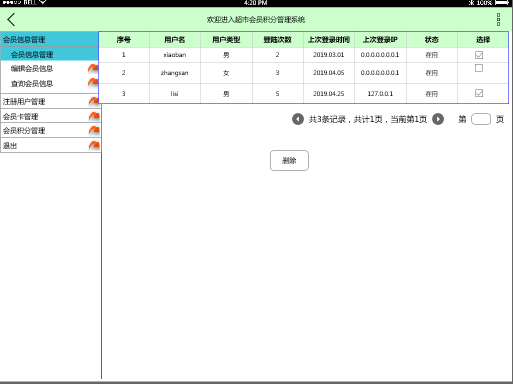 BELL 4:20 PM 100%
欢迎进入超市会员积分管理系统
会员信息管理
会员信息管理
编辑会员信息
查询会员信息
注册用户管理
会员卡管理
会员积分管理
退出
序号 用户名 用户类型 登陆次数 上次登录时间 上次登录IP 状态 选择
1 xiaoban 男 2 2019.03.01 0.0.0.0.0.0.0.1 在用
2 zhangsan 女 3 2019.04.05 0.0.0.0.0.0.0.1 在用
3 lisi 男 5 2019.04.25 127.0.0.1 在用
共3条记录，共计1页，当前第1页 第 页
删除